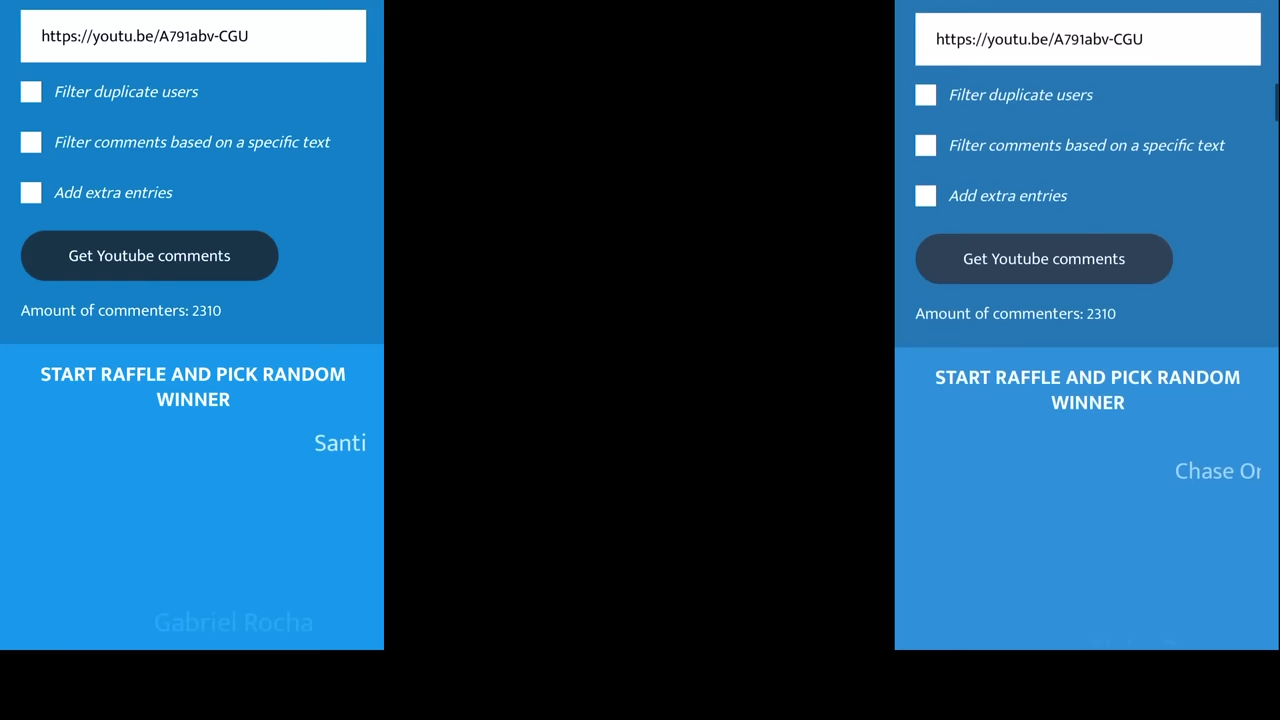 https://youtu.be/A791abv-CGU
Filter duplicate users
Filter comments based on a specific text
Add extra entries
Get Youtube comments
Amount of commenters: 2310
START RAFFLE AND PICK RANDOM
WINNER
Santi
Gabriel Rocha
https://youtu.be/A791abv-CGU
Filter duplicate users
Filter comments based on a specific text
Add extra entries
Get Youtube comments
Amount of commenters: 2310
START RAFFLE AND PICK RANDOM
WINNER
Chase